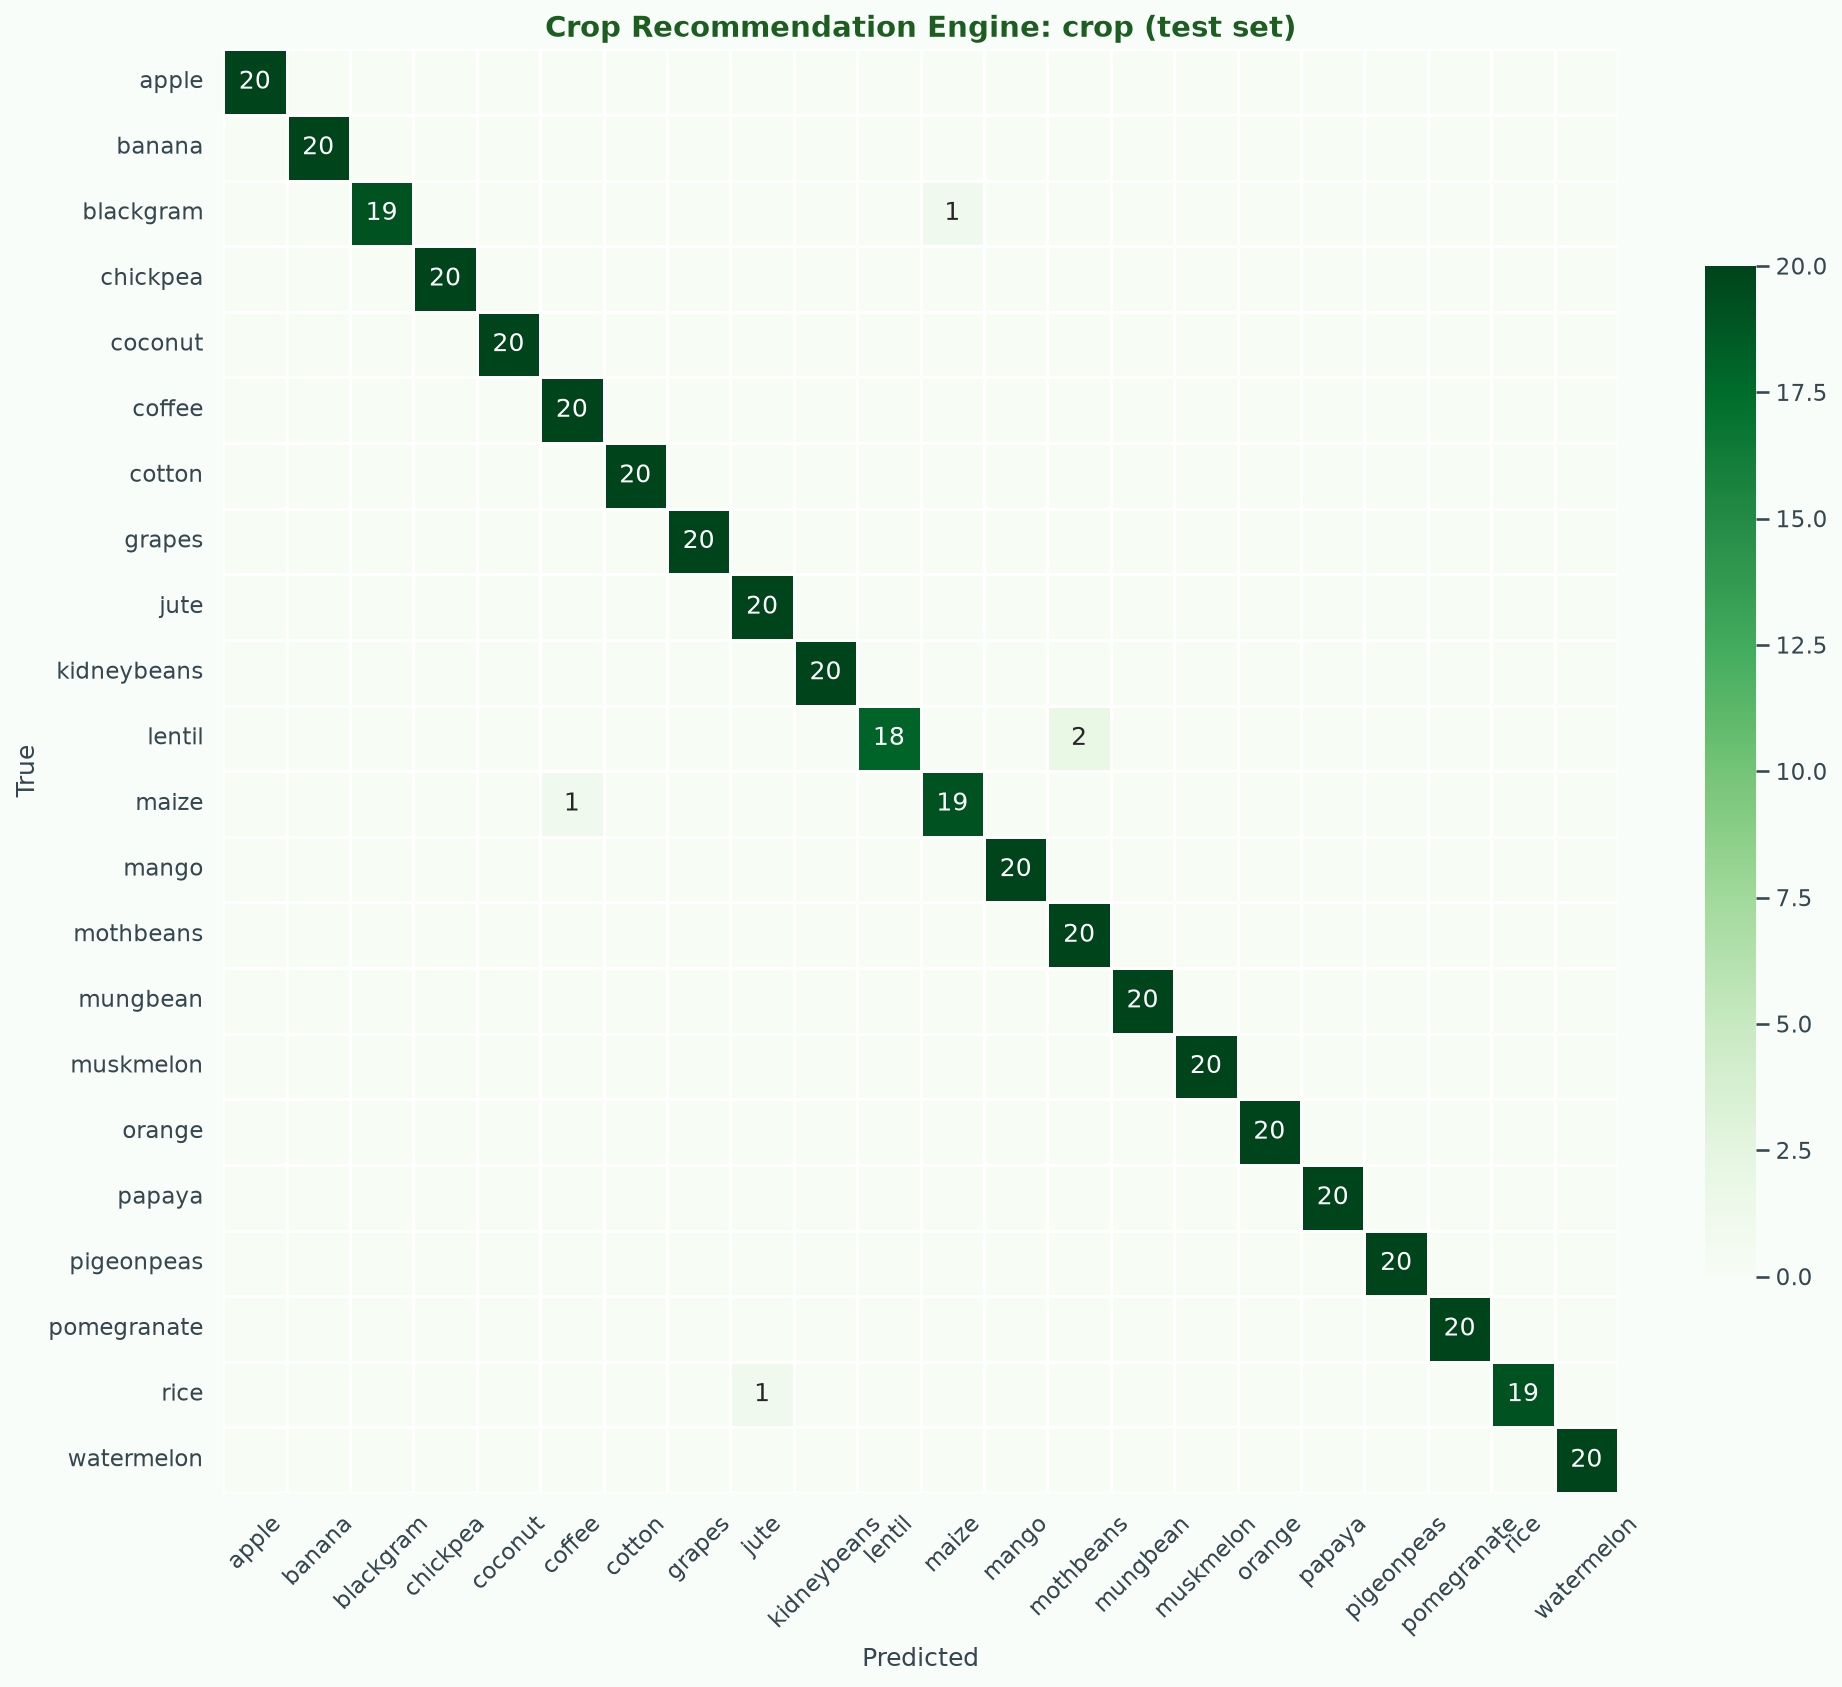 Crop Recommendation Engine: crop (test set)
apple 20
banana 20
blackgram 19 1
chickpea 20
coconut 20
coffee 20
cotton 20
grapes 20
jute 20
kidneybeans 20
lentil 18 2
maize 1 19
mango 20
mothbeans 20
mungbean 20
muskmelon 20
orange 20
papaya 20
pigeonpeas 20
pomegranate 20
rice 1 19
watermelon 20
True
apple banana blackgram chickpea coconut coffee cotton grapes jute kidneybeans lentil maize mango mothbeans mungbean muskmelon orange papaya pigeonpeas pomegranate rice watermelon
Predicted
20.0
17.5
15.0
12.5
10.0
7.5
5.0
2.5
0.0